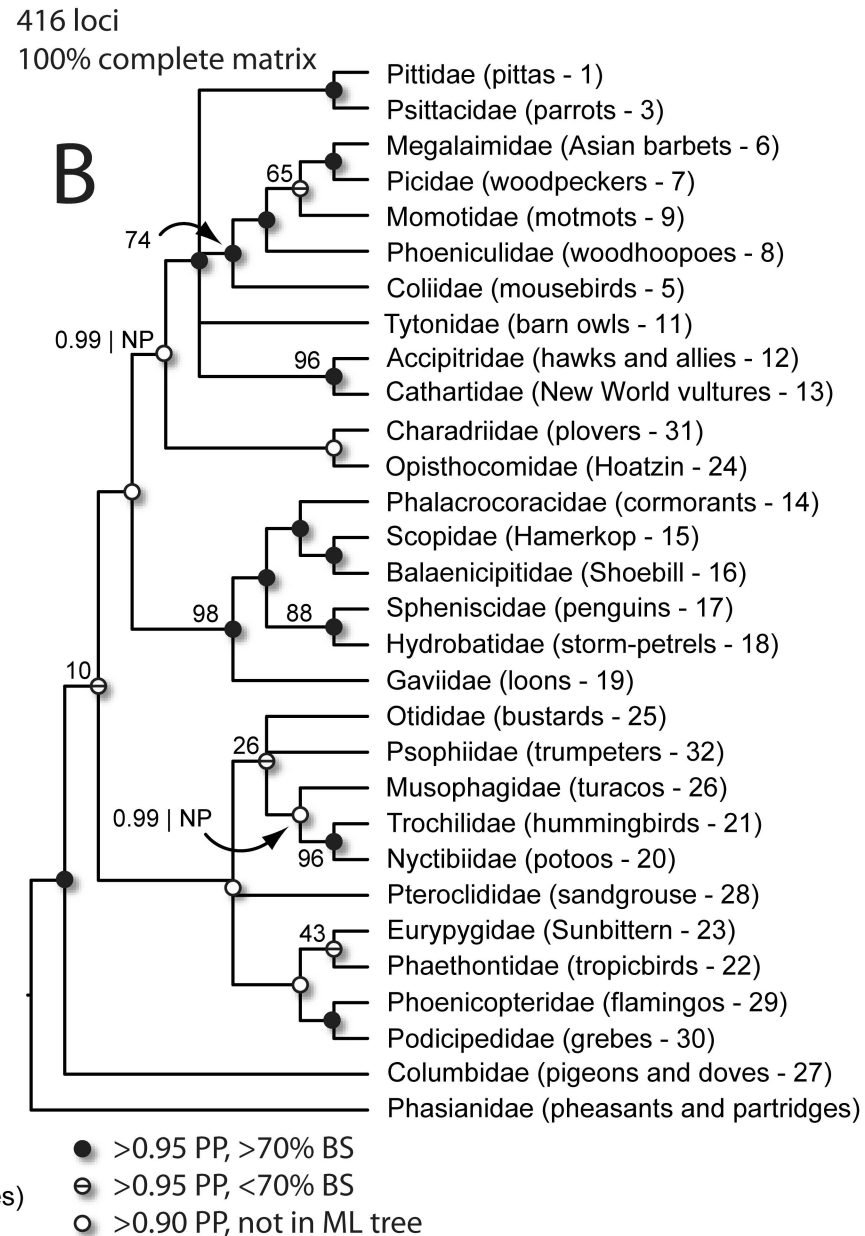 416 loci
100% complete matrix
B
Pittidae (pittas - 1)
Psittacidae (parrots - 3)
Megalaimidae (Asian barbets - 6)
65
Picidae (woodpeckers - 7)
Momotidae (motmots - 9)
74
Phoeniculidae (woodhoopoes - 8)
Coliidae (mousebirds - 5)
Tytonidae (barn owls - 11)
0.99 | NP
96
Accipitridae (hawks and allies - 12)
Cathartidae (New World vultures - 13)
Charadriidae (plovers - 31)
Opisthocomidae (Hoatzin - 24)
Phalacrocoracidae (cormorants - 14)
Scopidae (Hamerkop - 15)
Balaenicipitidae (Shoebill - 16)
98
88
Spheniscidae (penguins - 17)
Hydrobatidae (storm-petrels - 18)
10
Gaviidae (loons - 19)
Otididae (bustards - 25)
26
Psophiidae (trumpeters - 32)
Musophagidae (turacos - 26)
0.99 | NP
Trochilidae (hummingbirds - 21)
96
Nyctibiidae (potoos - 20)
Pteroclididae (sandgrouse - 28)
43
Eurypygidae (Sunbittern - 23)
Phaethontidae (tropicbirds - 22)
Phoenicopteridae (flamingos - 29)
Podicipedidae (grebes - 30)
Columbidae (pigeons and doves - 27)
Phasianidae (pheasants and partridges)
>0.95 PP, >70% BS
>0.95 PP, <70% BS
es)
>0.90 PP, not in ML tree